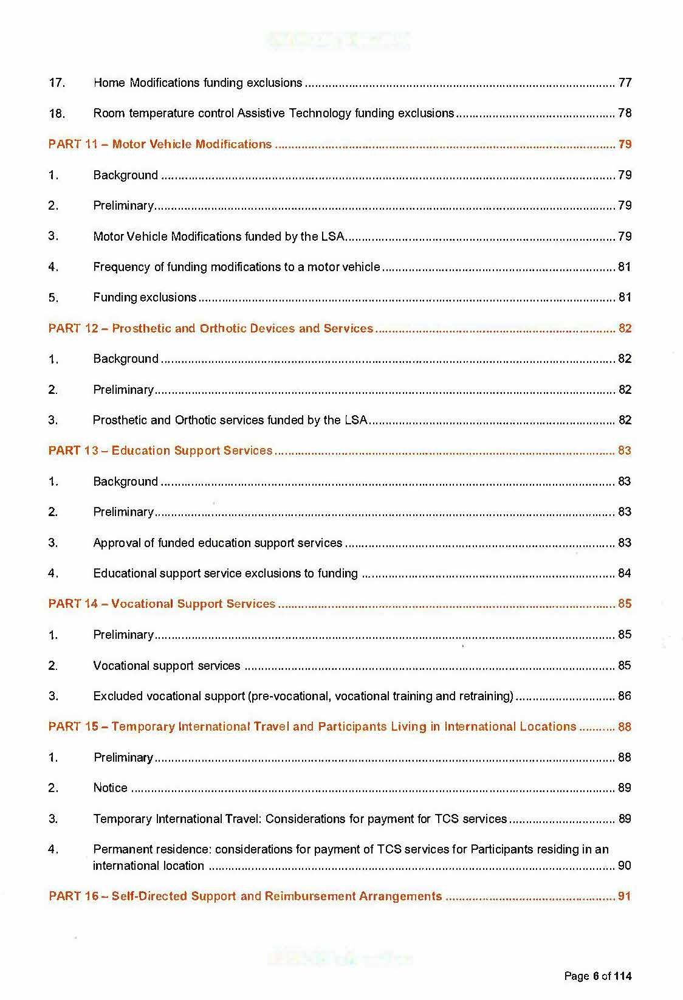 17. Home Modifications funding exclusions ........ 77
18. Room temperature control Assistive Technology funding exclusions ........ 78
PART 11 – Motor Vehicle Modifications ........ 79
1. Background ........ 79
2. Preliminary ........ 79
3. Motor Vehicle Modifications funded by the LSA ........ 79
4. Frequency of funding modifications to a motor vehicle ........ 81
5. Funding exclusions ........ 81
PART 12 – Prosthetic and Orthotic Devices and Services ........ 82
1. Background ........ 82
2. Preliminary ........ 82
3. Prosthetic and Orthotic services funded by the LSA ........ 82
PART 13 – Education Support Services ........ 83
1. Background ........ 83
2. Preliminary ........ 83
3. Approval of funded education support services ........ 83
4. Educational support service exclusions to funding ........ 84
PART 14 – Vocational Support Services ........ 85
1. Preliminary ........ 85
2. Vocational support services ........ 85
3. Excluded vocational support (pre-vocational, vocational training and retraining) ........ 86
PART 15 – Temporary International Travel and Participants Living in International Locations ........ 88
1. Preliminary ........ 88
2. Notice ........ 89
3. Temporary International Travel: Considerations for payment for TCS services ........ 89
4. Permanent residence: considerations for payment of TCS services for Participants residing in an
international location ........ 90
PART 16 – Self-Directed Support and Reimbursement Arrangements ........ 91
Page 6 of 114